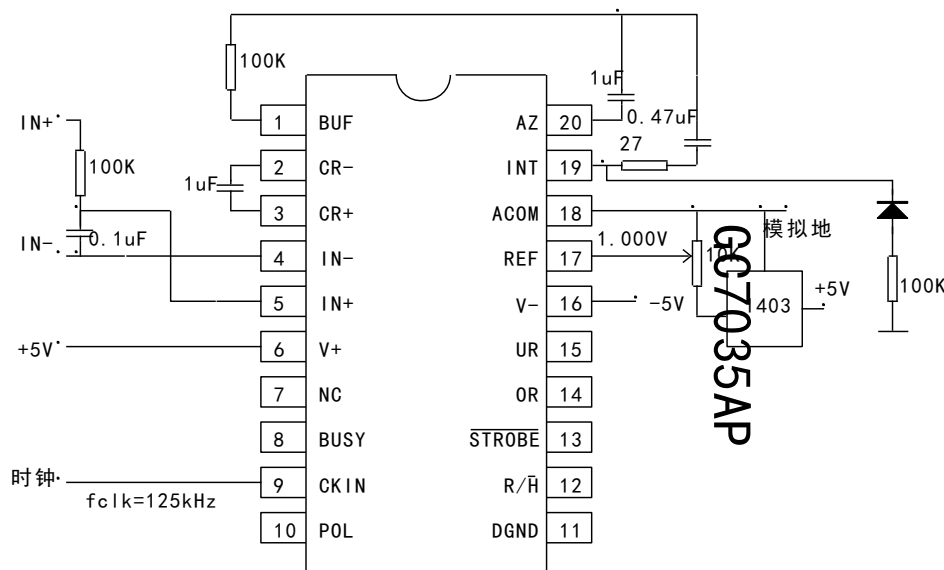 100K
1uF
0.47uF
27
IN+
100K
1uF
0.1uF
IN-
+5V
时钟
fclk=125kHz
1 BUF
2 CR-
3 CR+
4 IN-
5 IN+
6 V+
7 NC
8 BUSY
9 CKIN
10 POL
AZ 20
INT 19
ACOM 18
REF 17
V- 16
UR 15
OR 14
STROBE 13
R/H 12
DGND 11
模拟地
1.000V
10K
-5V
1403
+5V
100K
GC7035AP